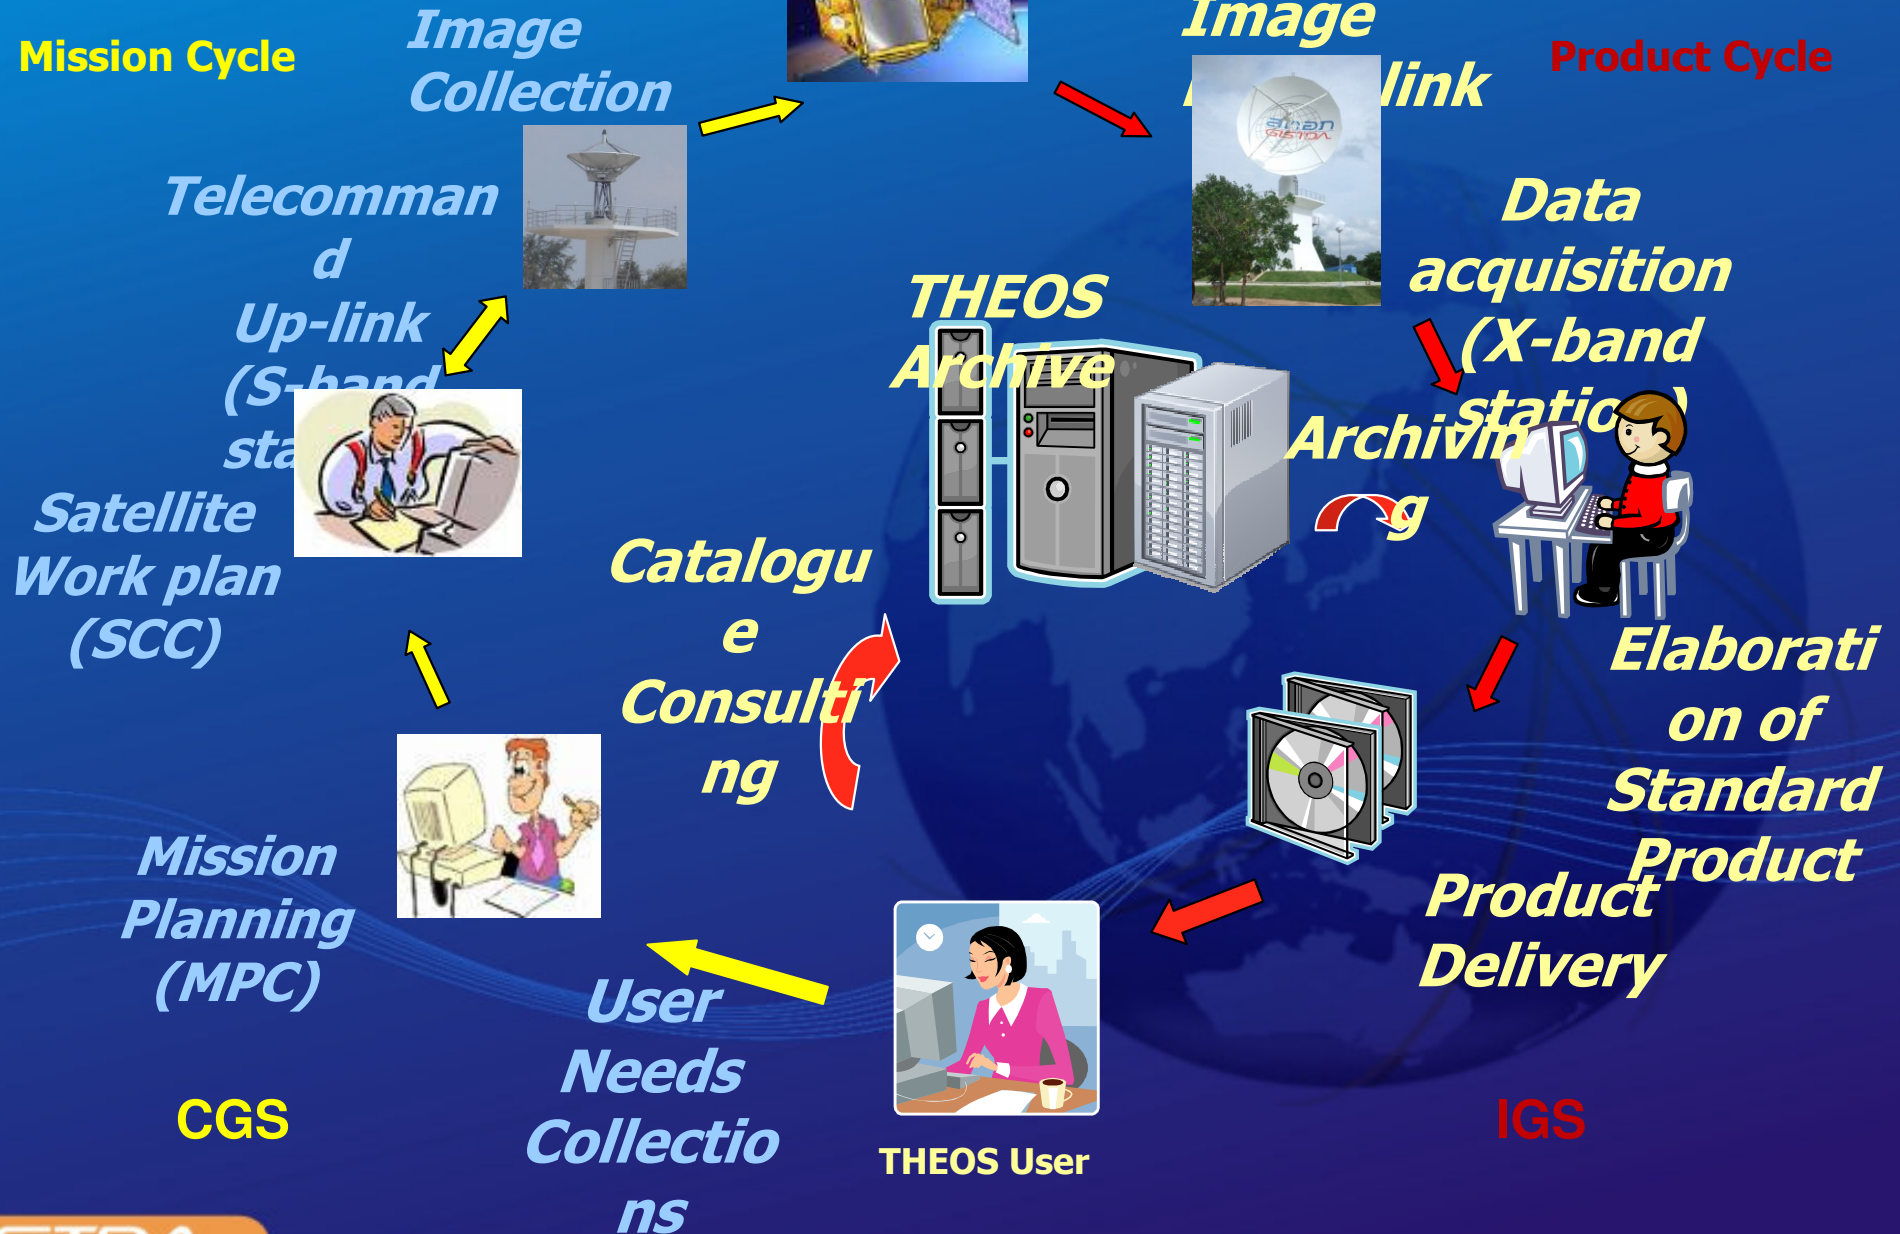 Mission Cycle
Image
Collection
Image
link
Product Cycle
Telecomman
d
Up-link
(S-band
sta
Satellite
Work plan
(SCC)
Mission
Planning
(MPC)
CGS
User
Needs
Collectio
ns
THEOS User
Catalogu
e
Consulti
ng
THEOS
Archive
Data
acquisition
(X-band
station)
Archivin
g
Elaborati
on of
Standard
Product
Product
Delivery
IGS
GISTDA